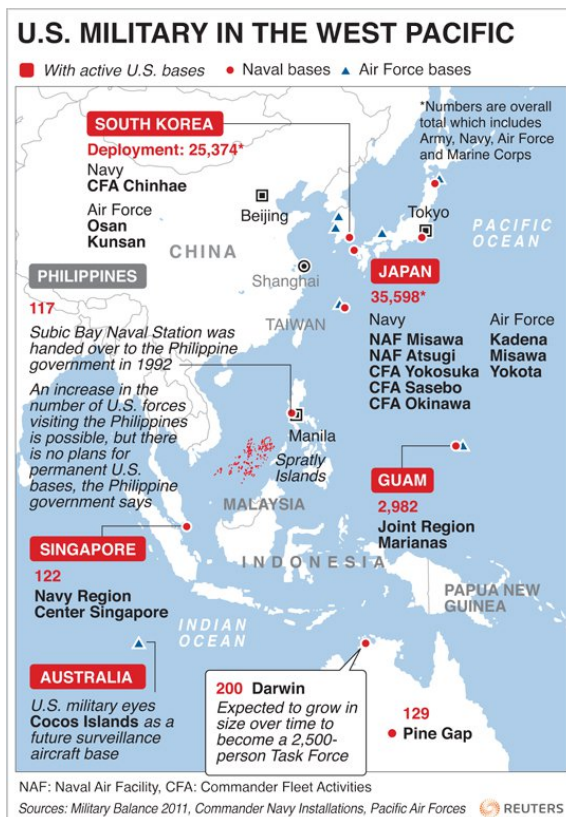 U.S. MILITARY IN THE WEST PACIFIC
With active U.S. bases
Naval bases
Air Force bases
*Numbers are overall
total which includes
Army, Navy, Air Force
and Marine Corps
SOUTH KOREA
Deployment: 25,374*
Navy
CFA Chinhae
Air Force
Osan
Kunsan
Beijing
CHINA
Shanghai
TAIWAN
Tokyo
PACIFIC
OCEAN
JAPAN
35,598*
Navy
NAF Misawa
NAF Atsugi
CFA Yokosuka
CFA Sasebo
CFA Okinawa
Air Force
Kadena
Misawa
Yokota
PHILIPPINES
117
Subic Bay Naval Station was
handed over to the Philippine
government in 1992
An increase in the
number of U.S. forces
visiting the Philippines
is possible, but there
is no plans for
permanent U.S.
bases, the Philippine
government says
Manila
Spratly
Islands
MALAYSIA
GUAM
2,982
Joint Region
Marianas
SINGAPORE
122
Navy Region
Center Singapore
INDONESIA
PAPUA NEW
GUINEA
INDIAN
OCEAN
AUSTRALIA
U.S. military eyes
Cocos Islands as a
future surveillance
aircraft base
200 Darwin
Expected to grow in
size over time to
become a 2,500-
person Task Force
129
Pine Gap
NAF: Naval Air Facility, CFA: Commander Fleet Activities
Sources: Military Balance 2011, Commander Navy Installations, Pacific Air Forces
REUTERS